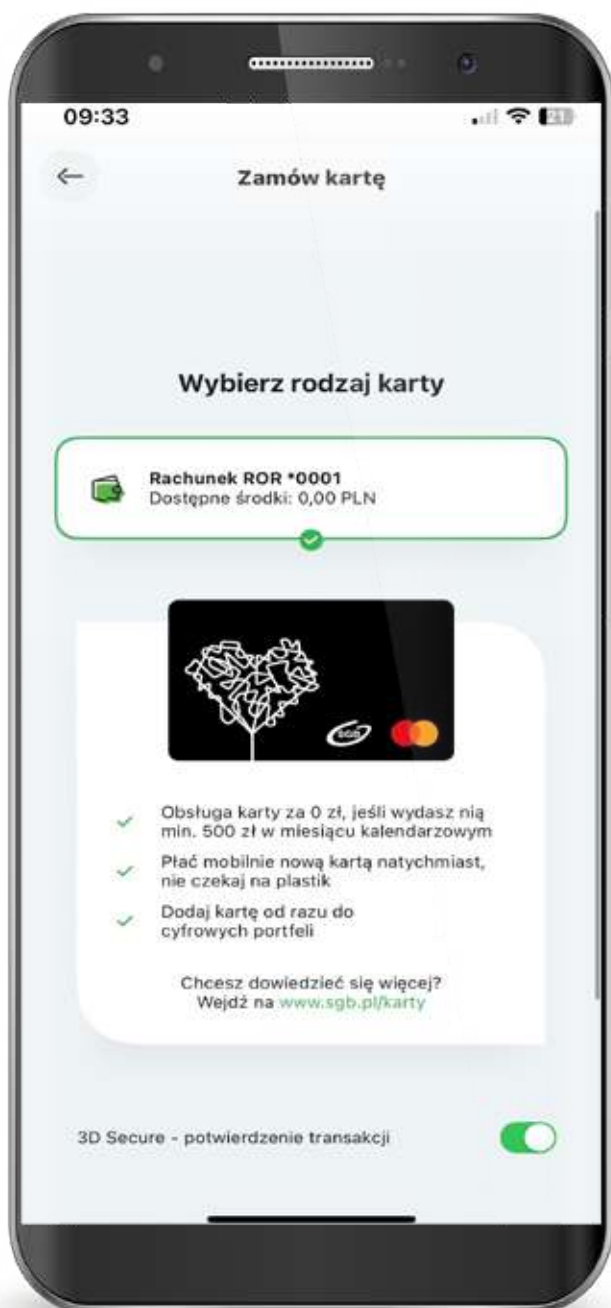 09:33
21
Zamów kartę
Wybierz rodzaj karty
Rachunek ROR *0001
Dostępne środki: 0,00 PLN
SGB
Obsługa karty za 0 zł, jeśli wydasz nią
min. 500 zł w miesiącu kalendarzowym
Płać mobilnie nową kartą natychmiast,
nie czekaj na plastik
Dodaj kartę od razu do
cyfrowych portfeli
Chcesz dowiedzieć się więcej?
Wejdź na www.sgb.pl/karty
3D Secure - potwierdzenie transakcji